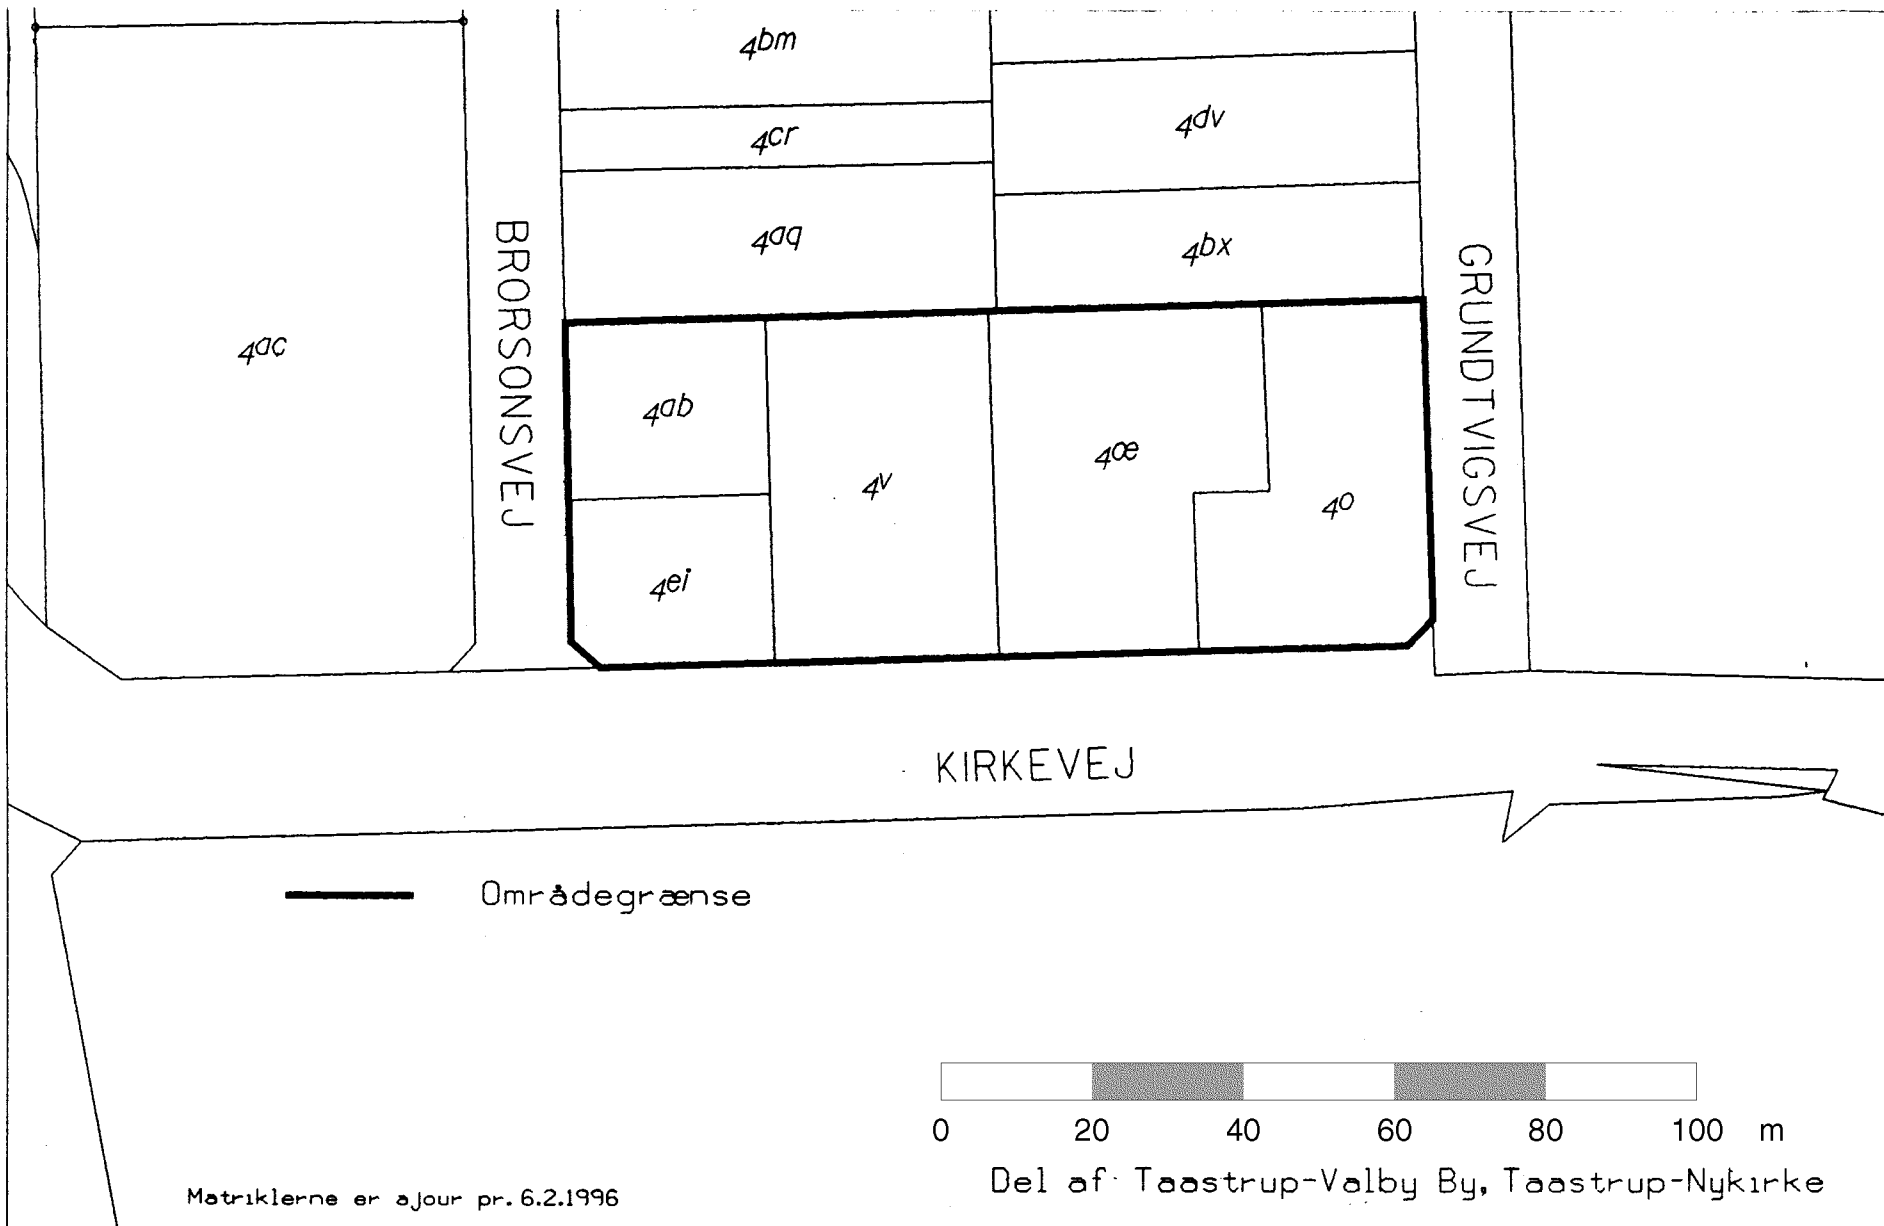 4bm
4cr
4dv
4aq
4bx
BRORSONSVEJ
GRUNDTVIGSVEJ
4ac
4ab
4v
4æ
4o
4ei
KIRKEVEJ
Områdegrænse
0 20 40 60 80 100 m
Del af Taastrup-Valby By, Taastrup-Nykirke
Matriklerne er ajour pr. 6.2.1996